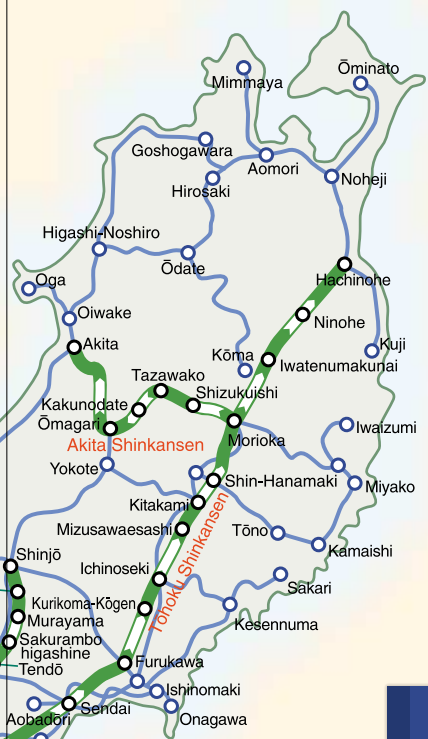 Mimmaya
Ōminato
Goshogawara
Aomori
Noheji
Hirosaki
Higashi-Noshiro
Ōdate
Hachinohe
Oga
Oiwake
Ninohe
Akita
Kōma
Kuji
Iwatenumakunai
Tazawako
Shizukuishi
Kakunodate
Ōmagari
Iwaizumi
Akita Shinkansen
Morioka
Yokote
Shin-Hanamaki
Miyako
Kitakami
Mizusawaesashi
Tōno
Kamaishi
Shinjō
Ichinoseki
Tōhoku Shinkansen
Sakari
Kurikoma-Kōgen
Murayama
Kesennuma
Sakurambo
higashine
Tendō
Furukawa
Ishinomaki
Sendai
Aobadōri
Onagawa